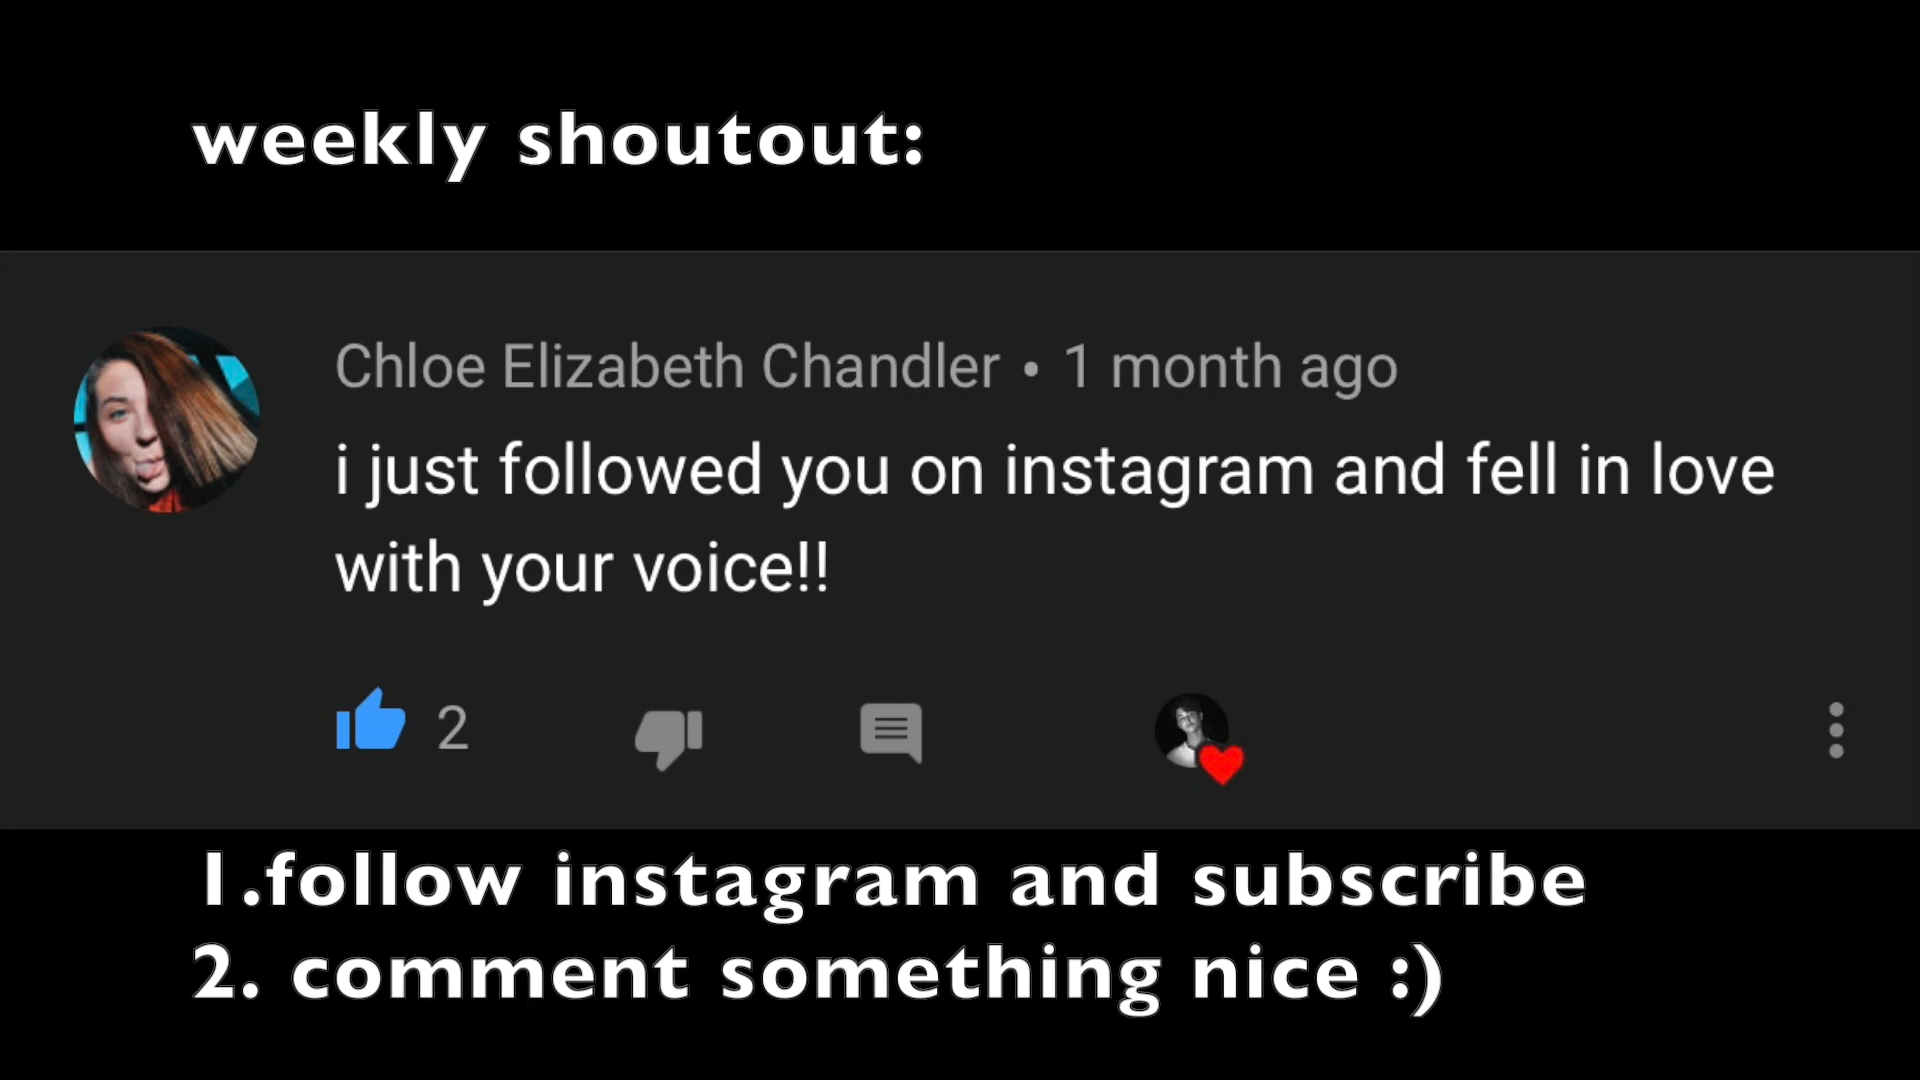 weekly shoutout:
Chloe Elizabeth Chandler • 1 month ago
i just followed you on instagram and fell in love
with your voice!!
2
1.follow instagram and subscribe
2. comment something nice :)